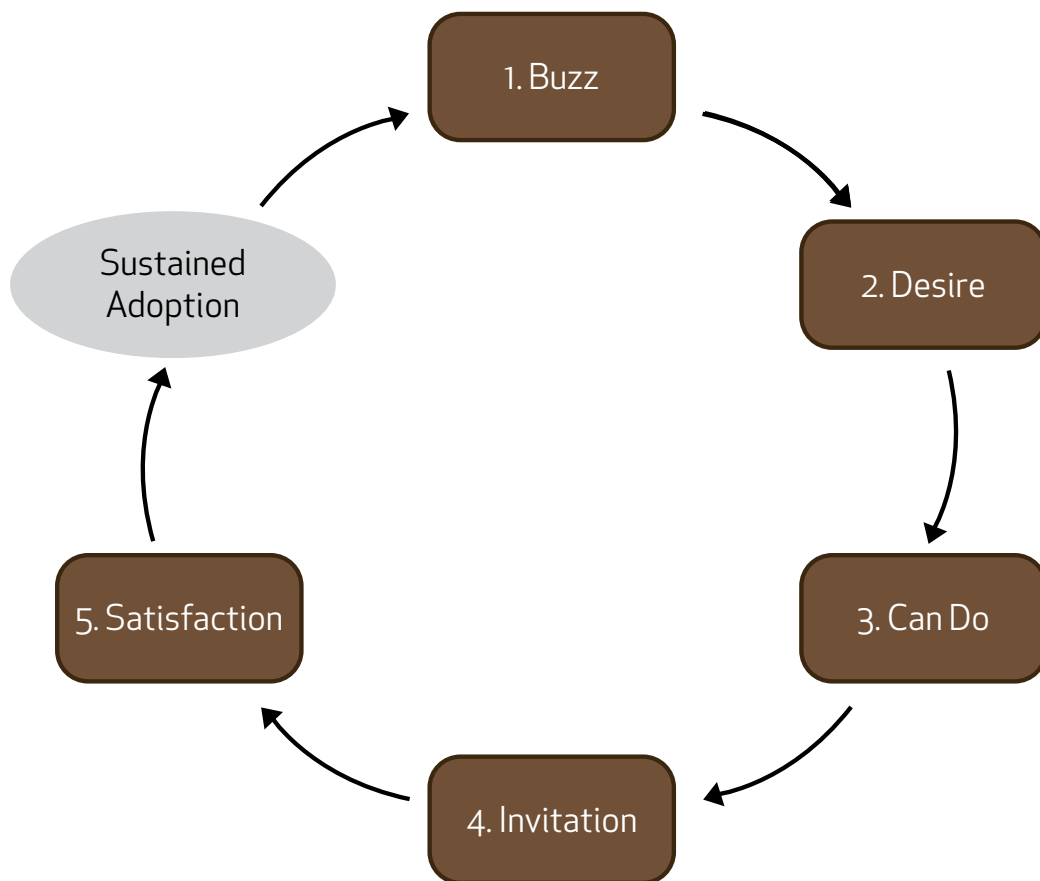 1. Buzz
2. Desire
3. Can Do
4. Invitation
5. Satisfaction
Sustained
Adoption